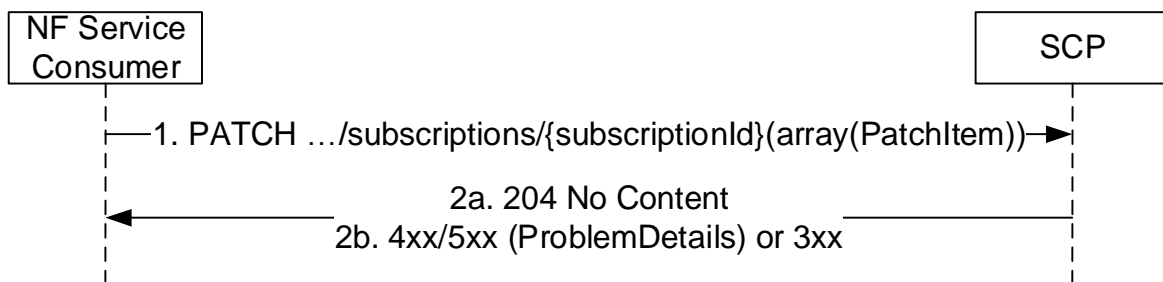 NF Service
Consumer
SCP
1. PATCH …/subscriptions/{subscriptionId}(array(PatchItem))
2a. 204 No Content
2b. 4xx/5xx (ProblemDetails) or 3xx